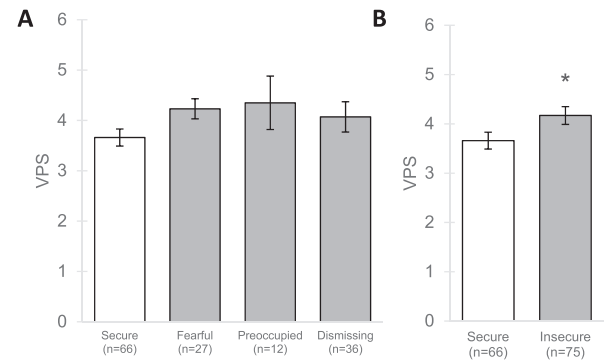 A
6
5
4
3
2
1
0
VPS
Secure
(n=66)
Fearful
(n=27)
Preoccupied
(n=12)
Dismissing
(n=36)
B
6
5
4
3
2
1
0
VPS
*
Secure
(n=66)
Insecure
(n=75)